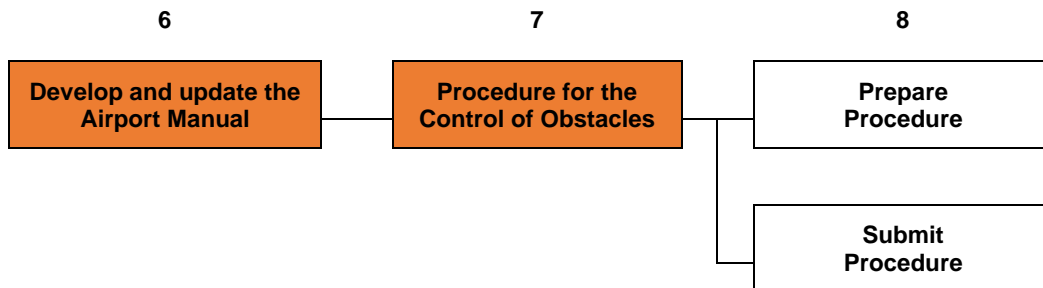 6
7
8
Develop and update the
Airport Manual
Procedure for the
Control of Obstacles
Prepare
Procedure
Submit
Procedure